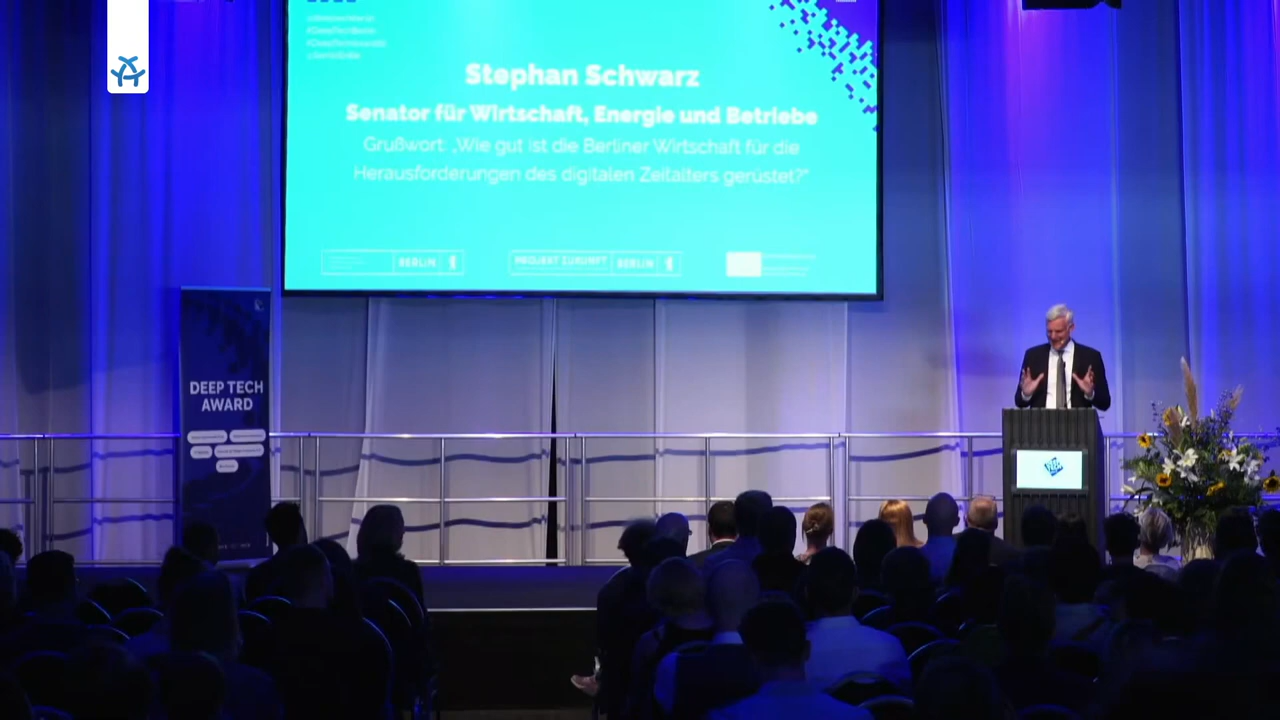 Stephan Schwarz
Senator für Wirtschaft, Energie und Betriebe
Grußwort: „Wie gut ist die Berliner Wirtschaft für die
Herausforderungen des digitalen Zeitalters gerüstet?"
BERLIN
PROJEKT ZUKUNFT BERLIN
DEEP TECH
AWARD